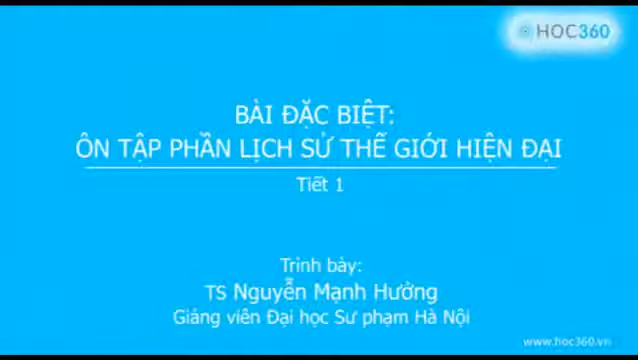 HOC360
BÀI ĐẶC BIỆT:
ÔN TẬP PHẦN LỊCH SỬ THẾ GIỚI HIỆN ĐẠI
Tiết 1
Trình bày:
TS Nguyễn Mạnh Hưởng
Giảng viên Đại học Sư phạm Hà Nội
www.hoc360.vn